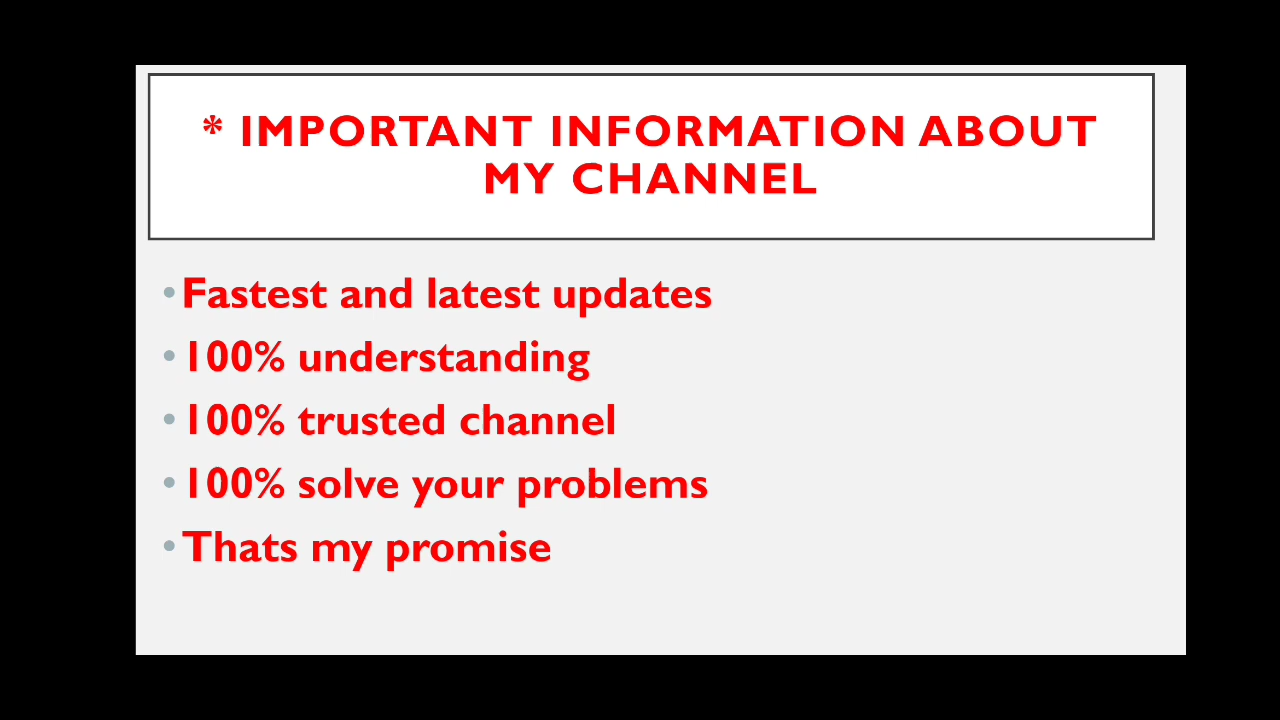 * IMPORTANT INFORMATION ABOUT
MY CHANNEL
• Fastest and latest updates
• 100% understanding
• 100% trusted channel
• 100% solve your problems
• Thats my promise